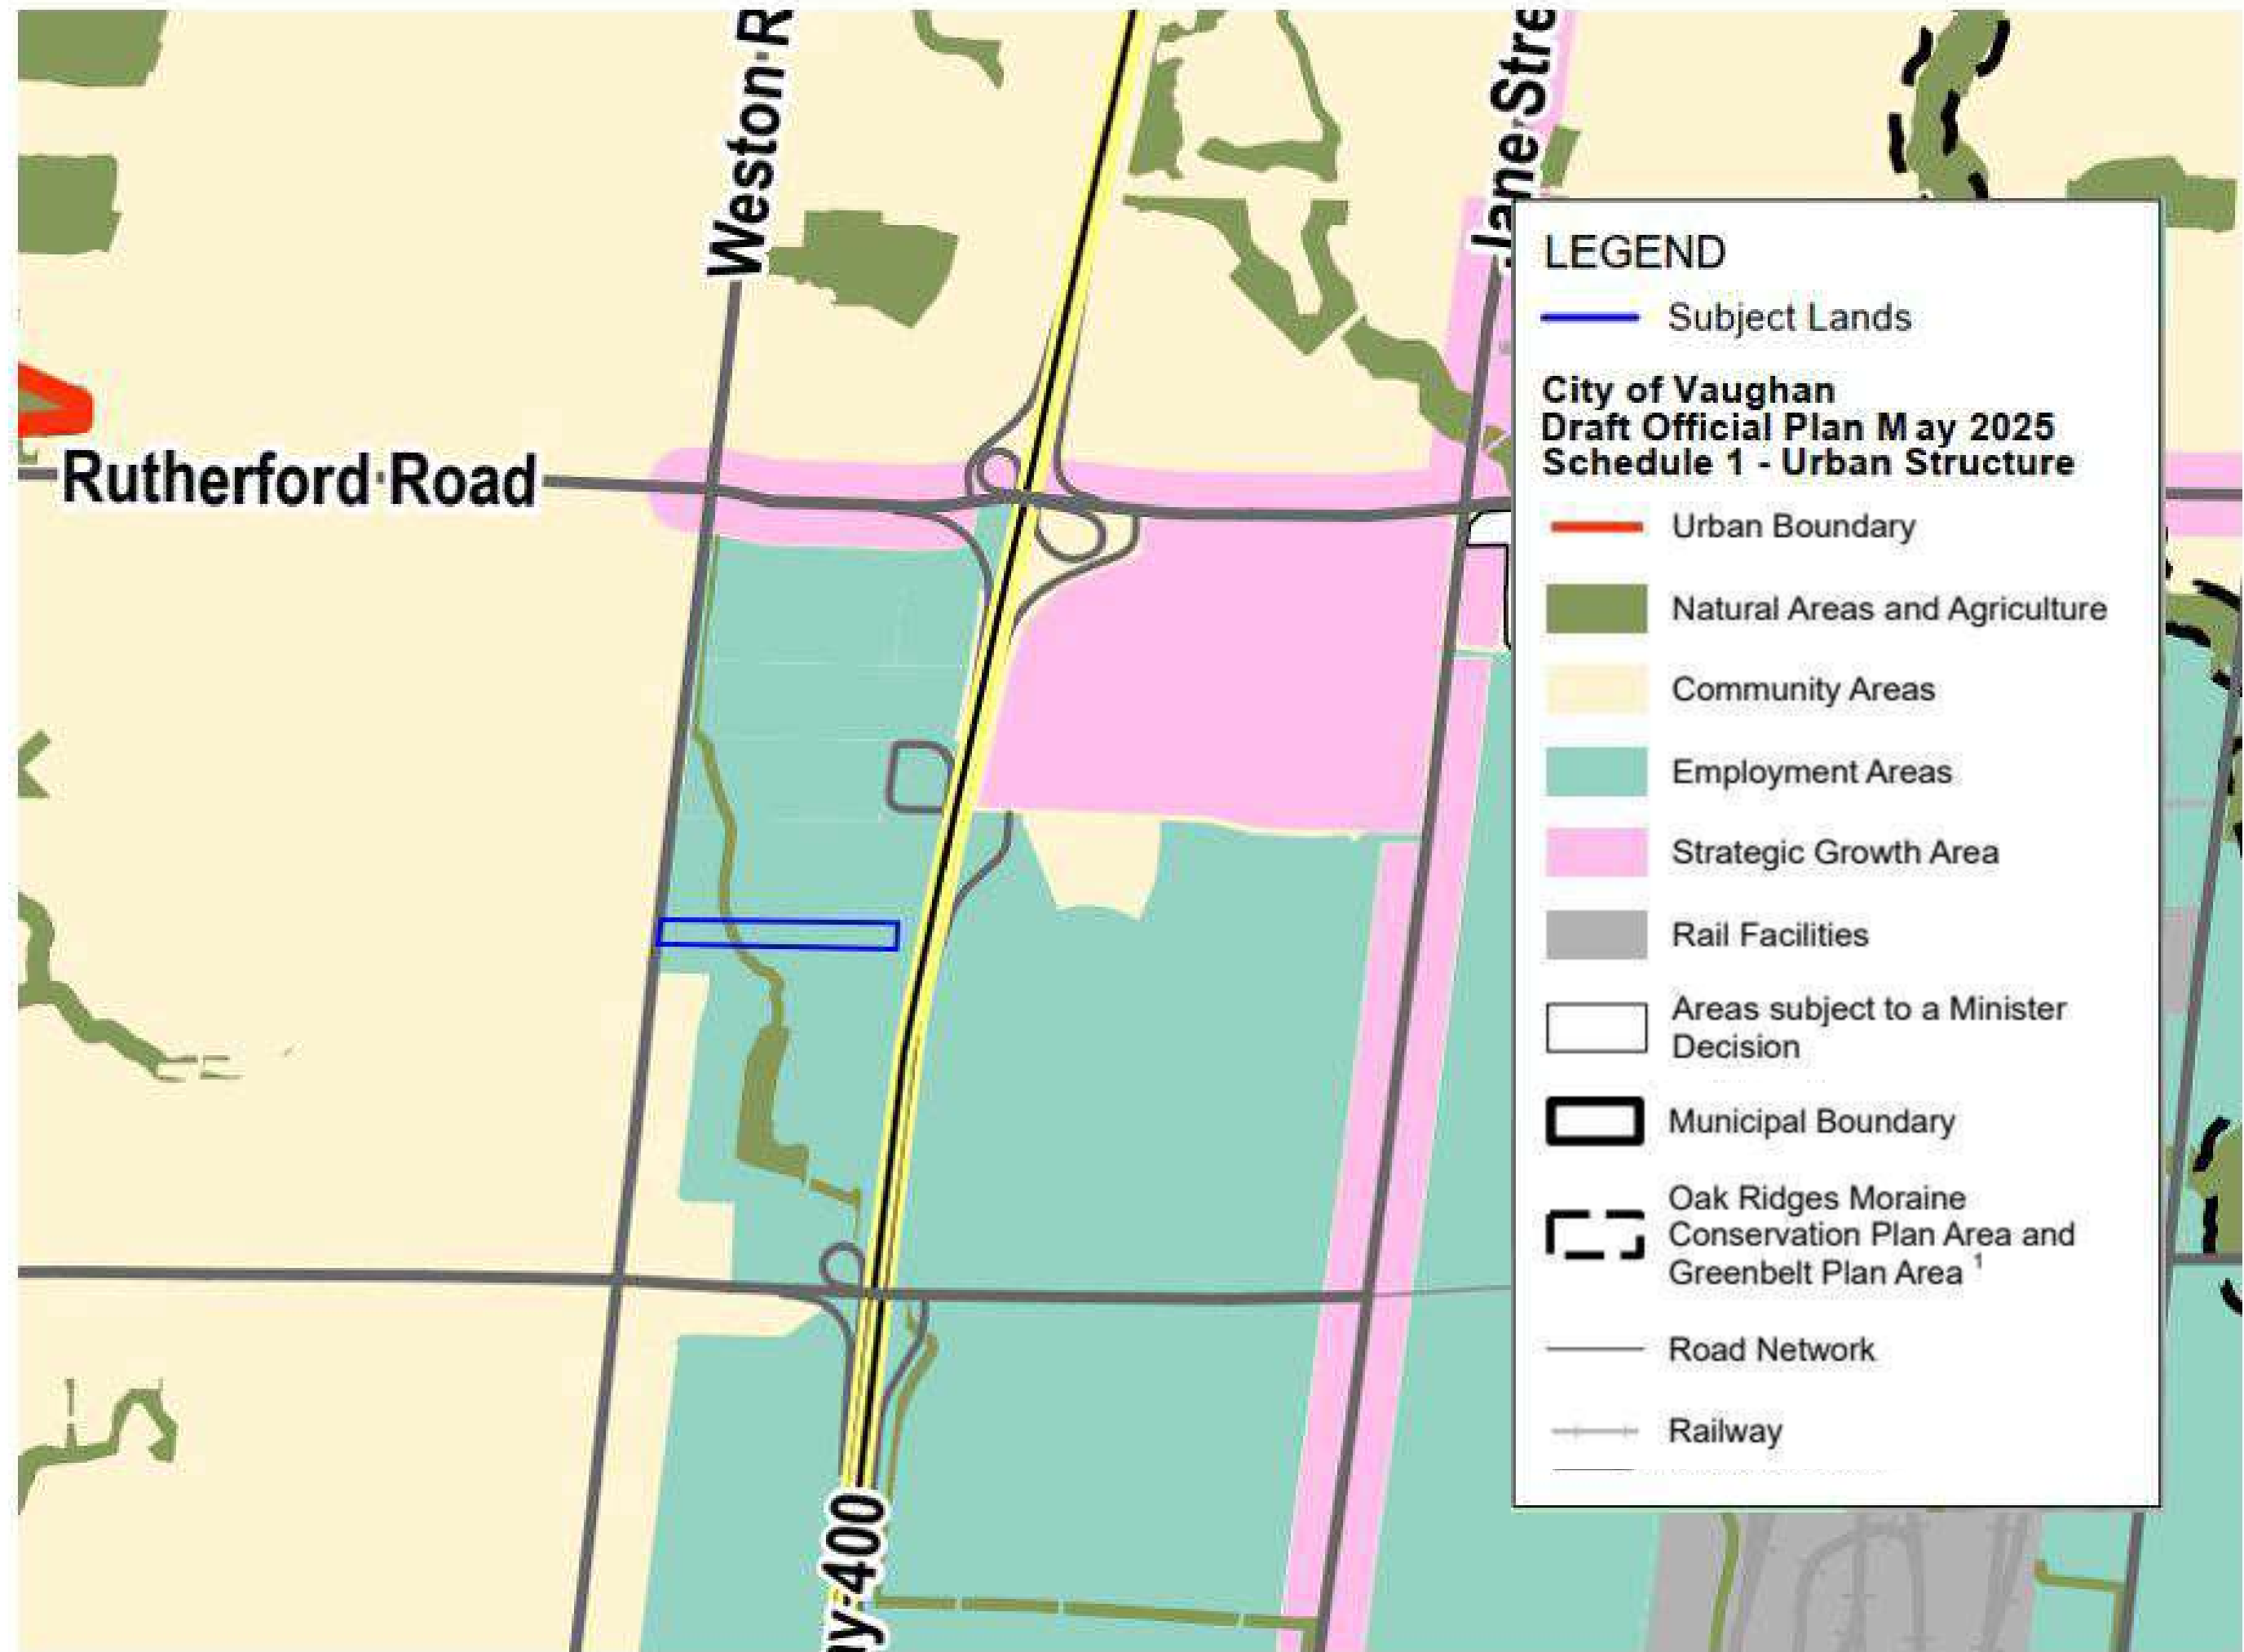 Weston R
Jane Stre
Rutherford Road
y-400
LEGEND
Subject Lands
City of Vaughan
Draft Official Plan May 2025
Schedule 1 - Urban Structure
Urban Boundary
Natural Areas and Agriculture
Community Areas
Employment Areas
Strategic Growth Area
Rail Facilities
Areas subject to a Minister
Decision
Municipal Boundary
Oak Ridges Moraine
Conservation Plan Area and
Greenbelt Plan Area 1
Road Network
Railway